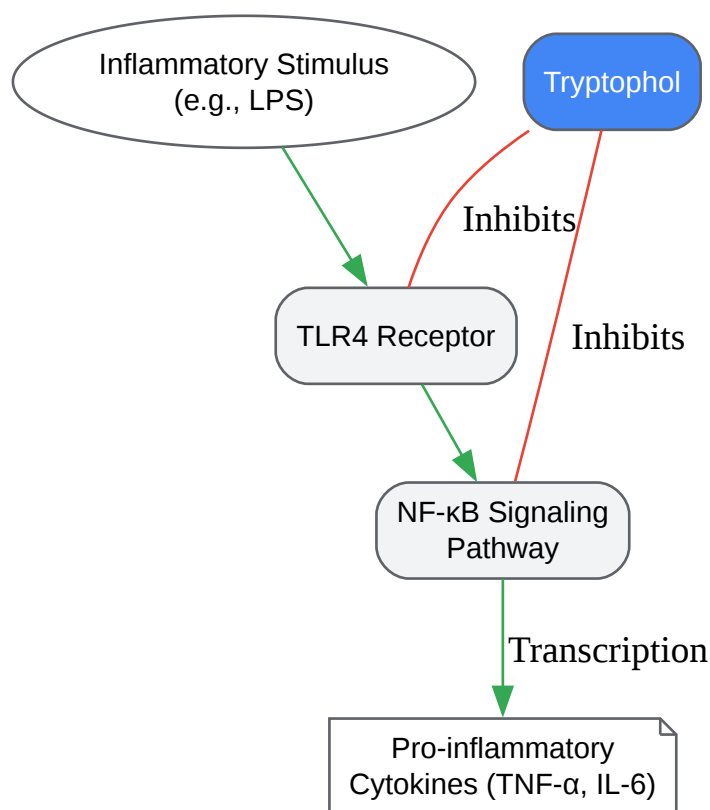 Inflammatory Stimulus
(e.g., LPS)
Tryptophol
Inhibits
TLR4 Receptor
Inhibits
NF-κB Signaling
Pathway
Transcription
Pro-inflammatory
Cytokines (TNF-α, IL-6)